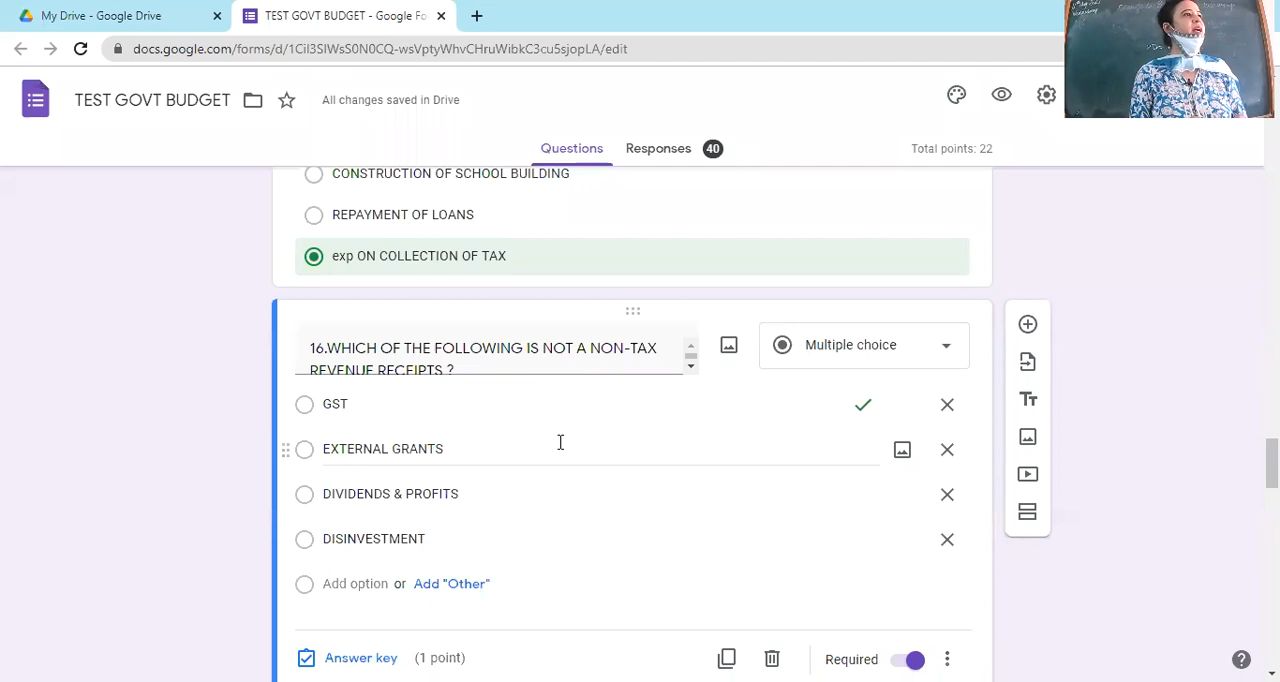 My Drive - Google Drive
TEST GOVT BUDGET - Google Fo
docs.google.com/forms/d/1Cil3SIWsS0N0CQ-wsVptyWhvCHruWibkC3cu5sjopLA/edit
TEST GOVT BUDGET
All changes saved in Drive
Questions
Responses 40
Total points: 22
CONSTRUCTION OF SCHOOL BUILDING
REPAYMENT OF LOANS
exp ON COLLECTION OF TAX
16.WHICH OF THE FOLLOWING IS NOT A NON-TAX
REVENUE RECEIPTS ?
Multiple choice
GST
EXTERNAL GRANTS
DIVIDENDS & PROFITS
DISINVESTMENT
Add option or Add "Other"
Answer key (1 point)
Required